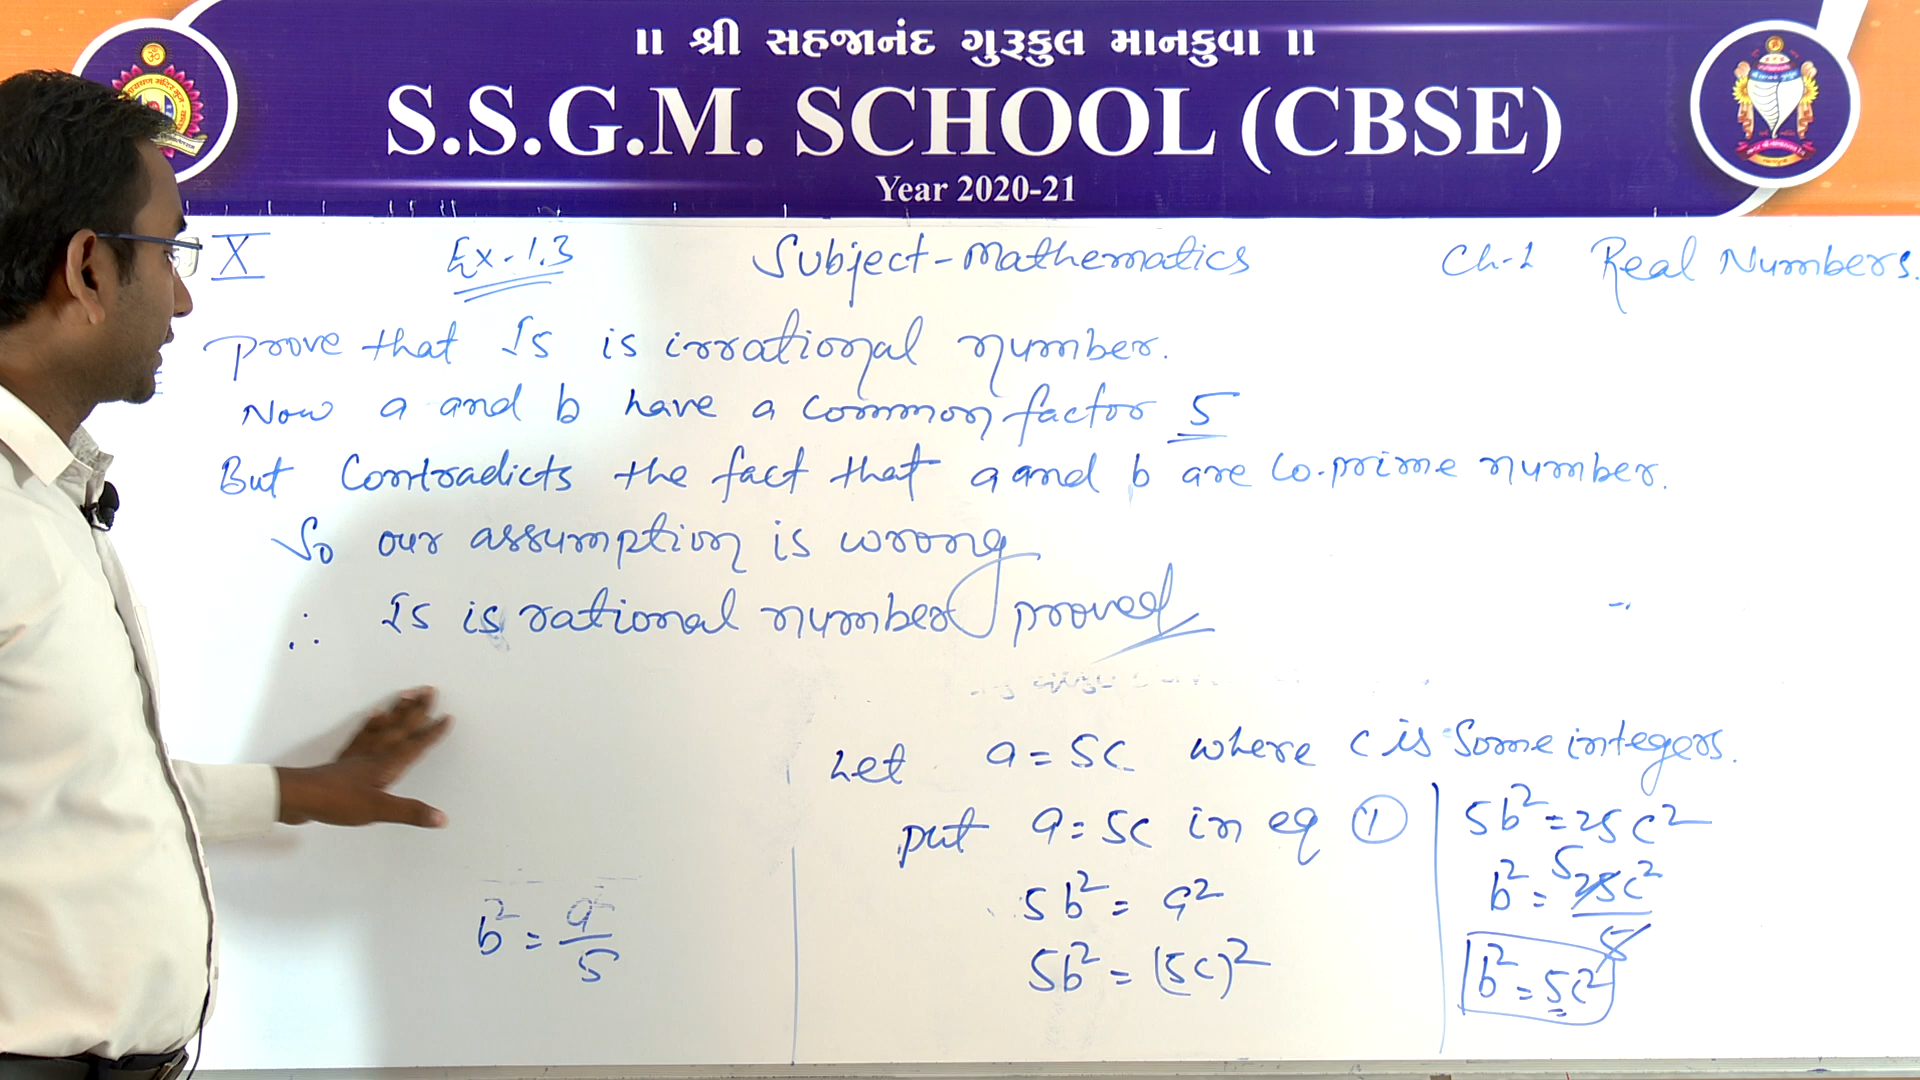 ॥ શ્રી સહજાનંદ ગુરૂકુલ માનકુવા ॥
S.S.G.M. SCHOOL (CBSE)
Year 2020-21
X Ex-1.3 Subject-Mathematics Ch-1 Real Numbers.
prove that √5 is irrational number.
Now a and b have a common factor 5
But Contradicts the fact that a and b are co-prime number.
So our assumption is wrong
∴ √5 is rational number proved
Let a = 5c where c is some integers.
put a = 5c in eq ①
5b² = a²
5b² = (5c)²
5b² = 25c²
b² = 25c²/5
5
b² = 5c²
b² = a²/5